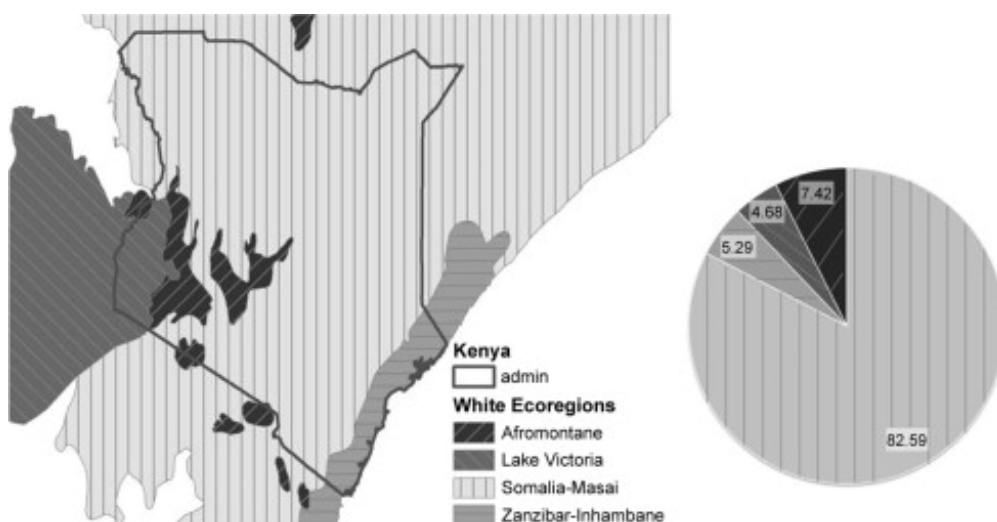 Kenya
admin
White Ecoregions
Afromontane
Lake Victoria
Somalia-Masai
Zanzibar-Inhambane
7.42
4.68
5.29
82.59